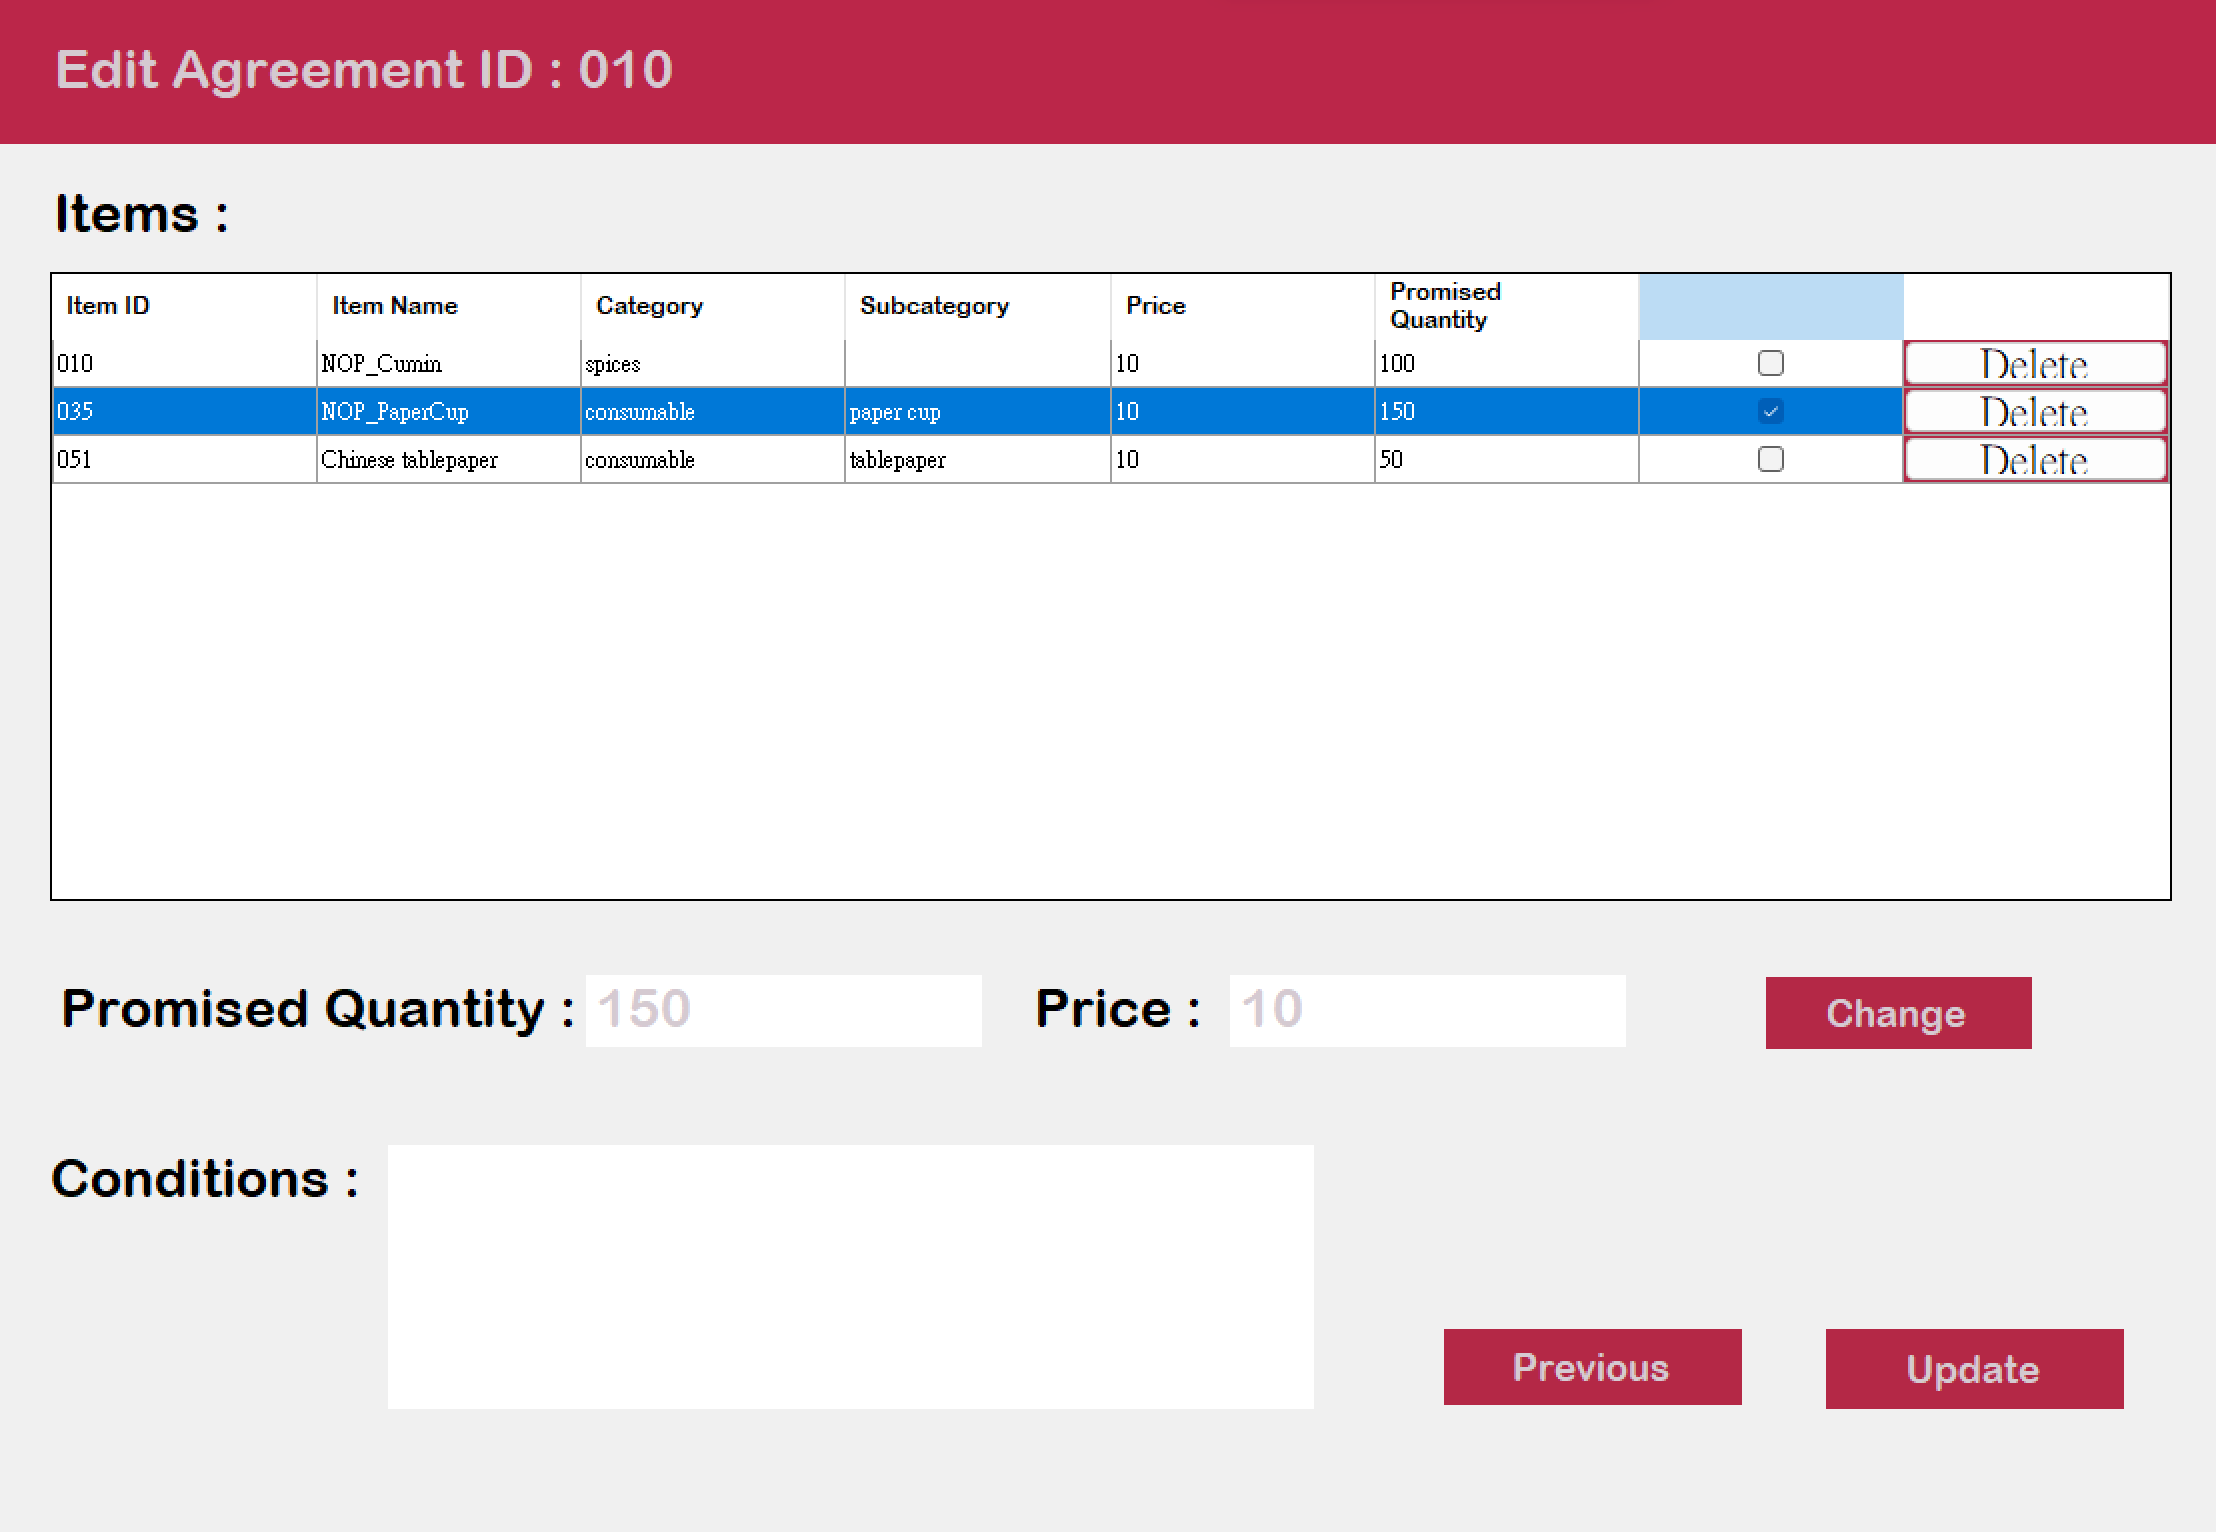 Edit Agreement ID : 010
Items :
Item ID Item Name Category Subcategory Price Promised Quantity
010 NOP_Cumin spices 10 100 Delete
035 NOP_PaperCup consumable paper cup 10 150 Delete
051 Chinese tablepaper consumable tablepaper 10 50 Delete
Promised Quantity : 150 Price : 10 Change
Conditions :
Previous Update